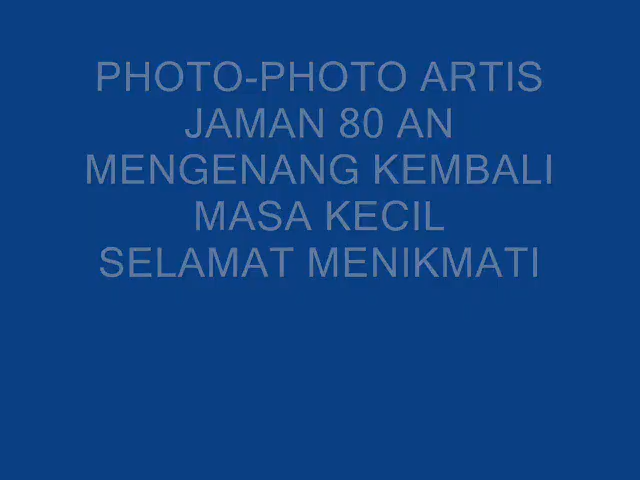 PHOTO-PHOTO ARTIS
JAMAN 80 AN
MENGENANG KEMBALI
MASA KECIL
SELAMAT MENIKMATI